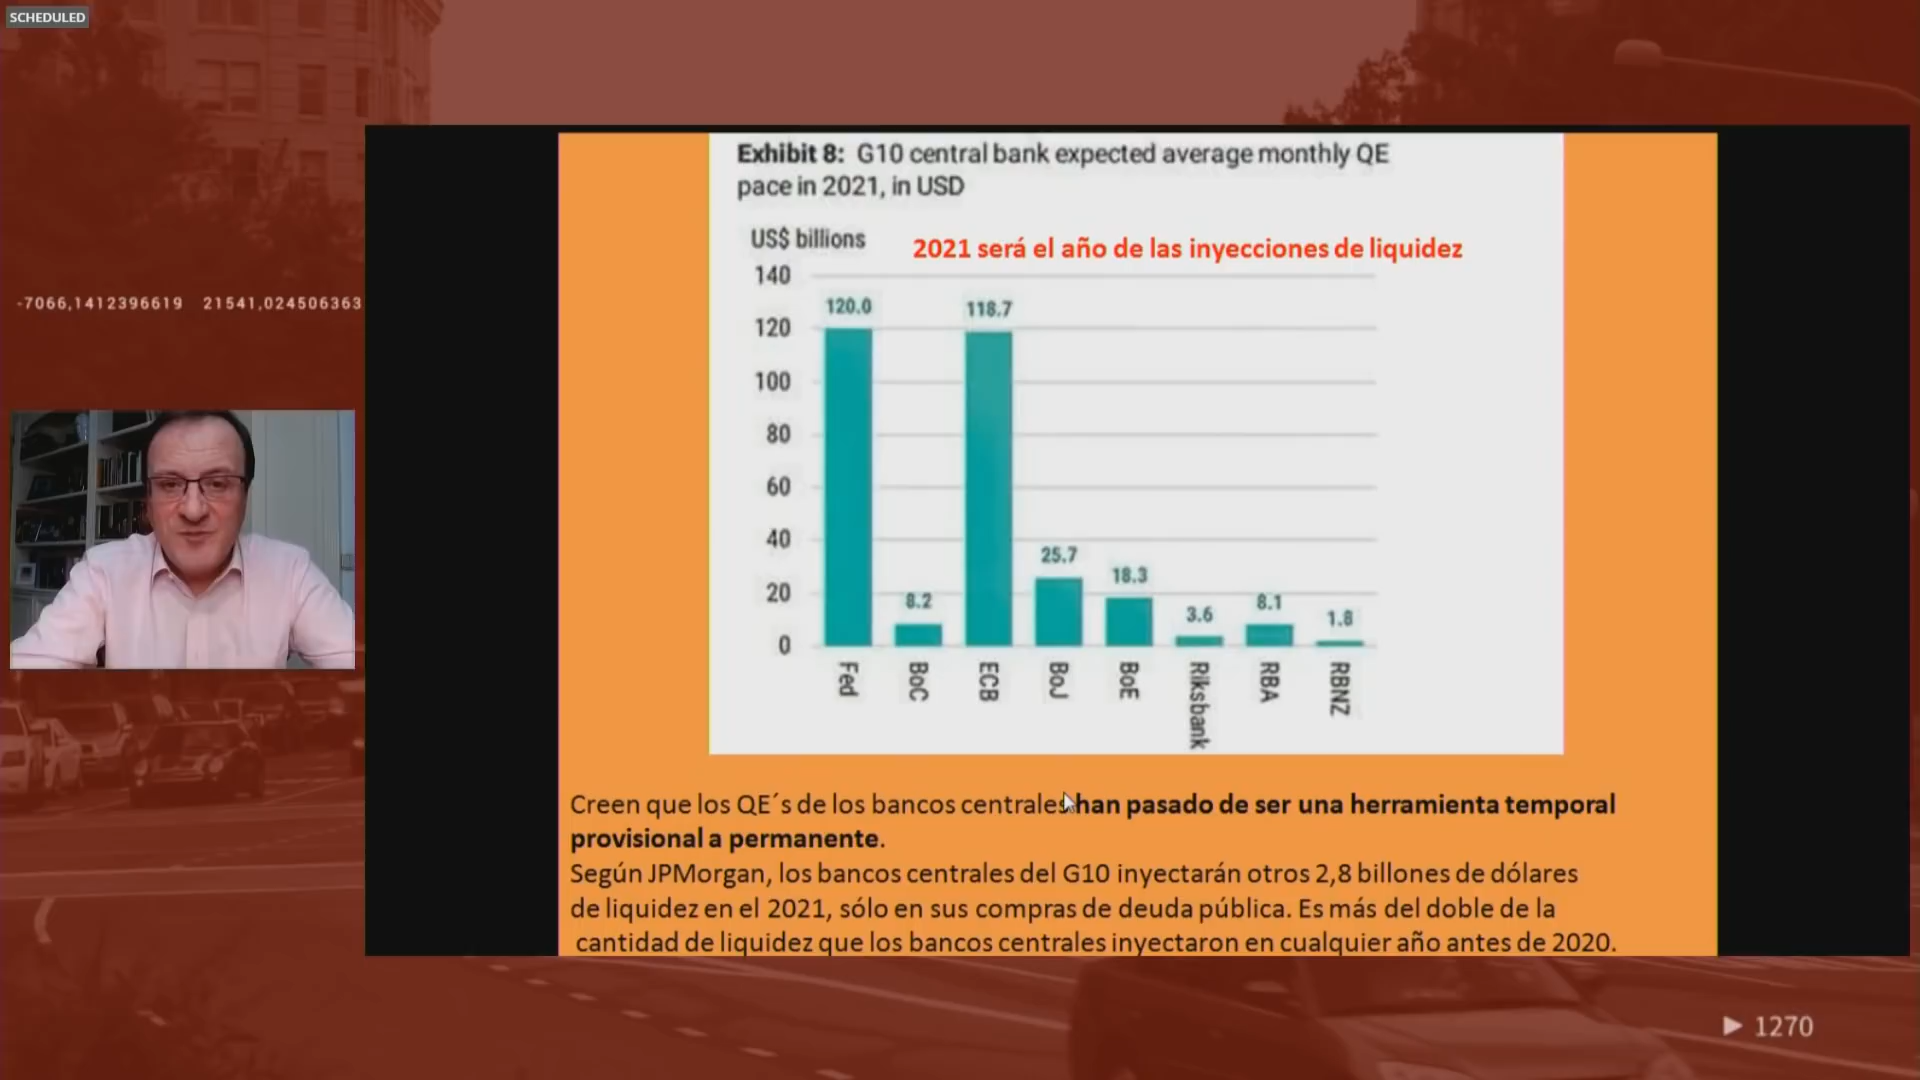 SCHEDULED
-7066,1412396619 21541,024506363
Exhibit 8: G10 central bank expected average monthly QE
pace in 2021, in USD
US$ billions
2021 será el año de las inyecciones de liquidez
140
120
100
80
60
40
20
0
120.0
8.2
118.7
25.7
18.3
3.6
8.1
1.8
Fed
BoC
ECB
BoJ
BoE
Riksbank
RBA
RBNZ
Creen que los QE´s de los bancos centrales han pasado de ser una herramienta temporal
provisional a permanente.
Según JPMorgan, los bancos centrales del G10 inyectarán otros 2,8 billones de dólares
de liquidez en el 2021, sólo en sus compras de deuda pública. Es más del doble de la
cantidad de liquidez que los bancos centrales inyectaron en cualquier año antes de 2020.
1270